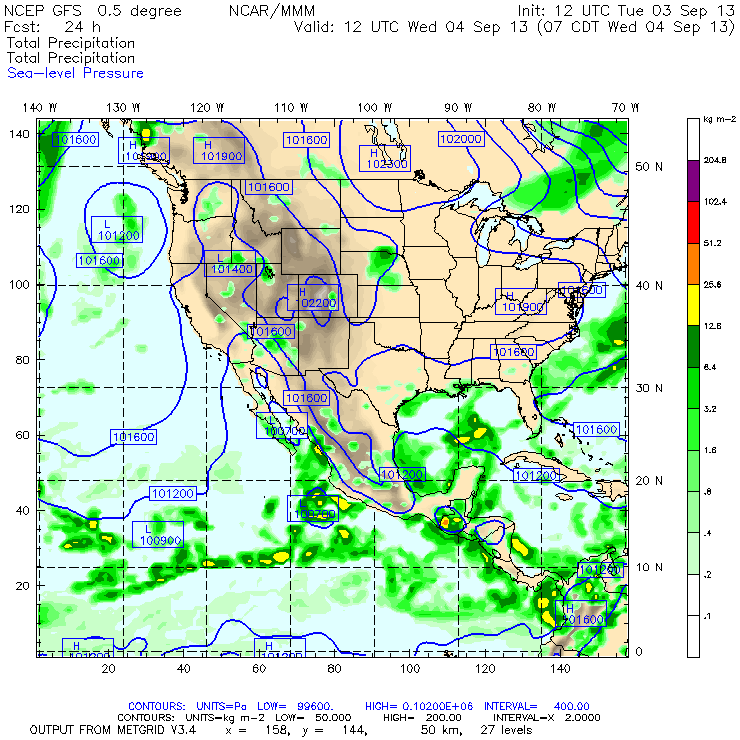 NCEP GFS 0.5 degree NCAR/MMM Init: 12 UTC Tue 03 Sep 13
Fcst: 24 h Valid: 12 UTC Wed 04 Sep 13 (07 CDT Wed 04 Sep 13)
Total Precipitation
Total Precipitation
Sea-level Pressure
140 W 130 W 120 W 110 W 100 W 90 W 80 W 70 W
kg m-2
140 101600 H H 101900 101600 H 102300 102000 50 N 204.8
101600
120 L 101200 102.4
101600 L 101400 51.2
100 H 102200 H 101900 101600 40 N 25.6
101600 12.8
80 101600 6.4
101600 30 N 3.2
60 101600 L 100700 101600 1.6
101200 101200 20 N .8
40 101200 L 100700
L 100900 .4
10 N .2
20 H 101600 .1
H H 0
20 40 60 80 100 120 140
CONTOURS: UNITS=Pa LOW= 99600. HIGH= 0.10200E+06 INTERVAL= 400.00
CONTOURS: UNITS=kg m-2 LOW= 50.000 HIGH= 200.00 INTERVAL=X 2.0000
OUTPUT FROM METGRID V3.4 x = 158, y = 144, 50 km, 27 levels